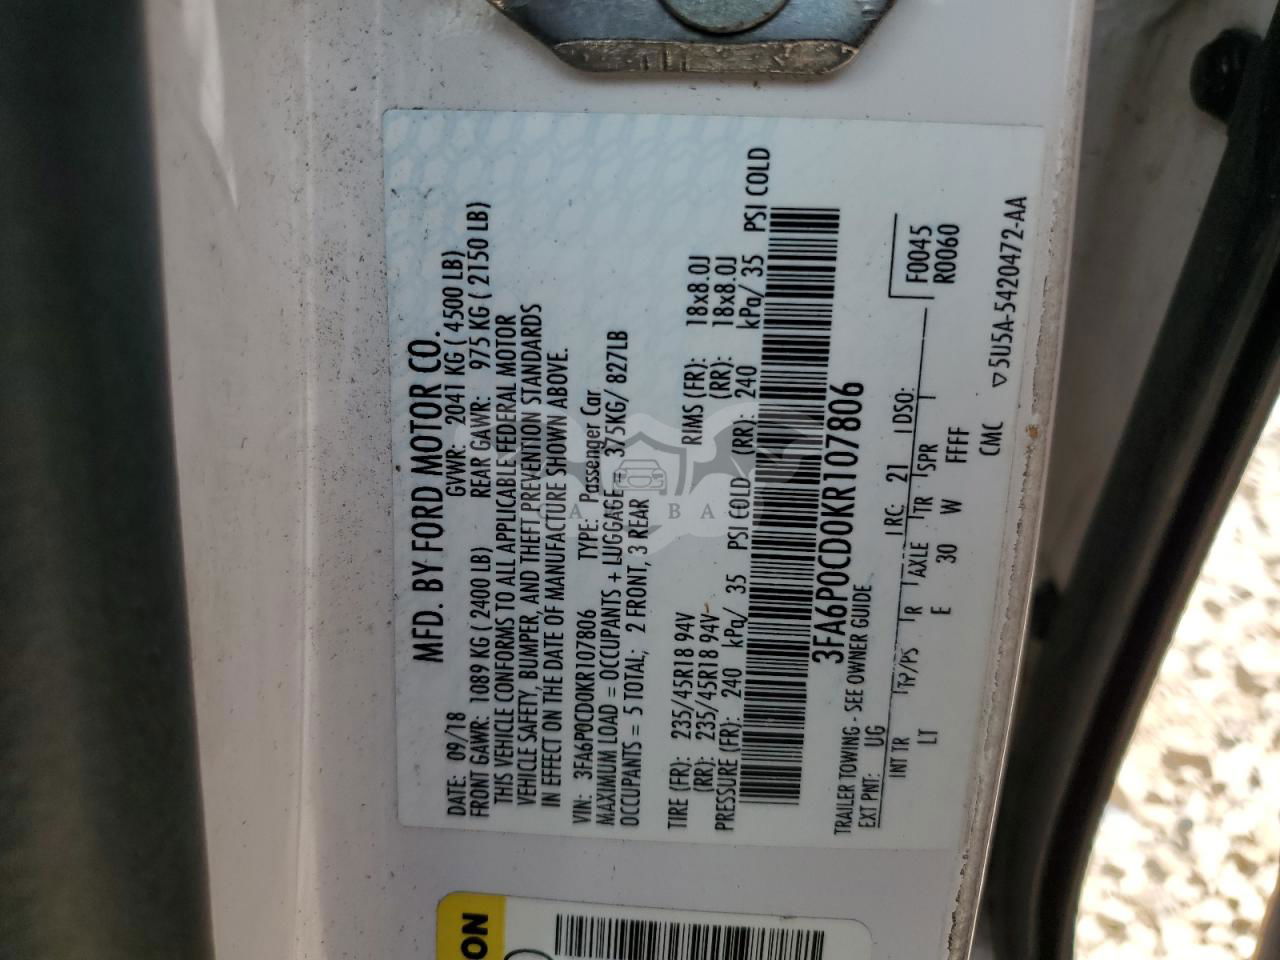 MFD. BY FORD MOTOR CO.
DATE: 09/18 GVWR: 2041 KG ( 4500 LB)
FRONT GAWR: 1089 KG (2400 LB) REAR GAWR: 975 KG ( 2150 LB)
THIS VEHICLE CONFORMS TO ALL APPLICABLE FEDERAL MOTOR
VEHICLE SAFETY, BUMPER, AND THEFT PREVENTION STANDARDS
IN EFFECT ON THE DATE OF MANUFACTURE SHOWN ABOVE.
VIN: 3FA6P0CD0KR107806 TYPE: Passenger Car
MAXIMUM LOAD = OCCUPANTS + LUGGAGE = 375KG/ 827LB
OCCUPANTS = 5 TOTAL; 2 FRONT, 3 REAR
TIRE (FR): 235/45R18 94V RIMS (FR): 18x8.0J
(RR): 235/45R18 94V (RR): 18x8.0J
PRESSURE (FR): 240 kPa/ 35 PSI COLD (RR): 240 kPa/ 35 PSI COLD
3FA6P0CD0KR107806
TRAILER TOWING - SEE OWNER GUIDE
EXT PNT: UG RC: 21 DSO: F0045
R0060
INT TR TP/PS R AXLE TR SPR
LT E 30 W FFFF
CMC ▽5U5A-5420472-AA